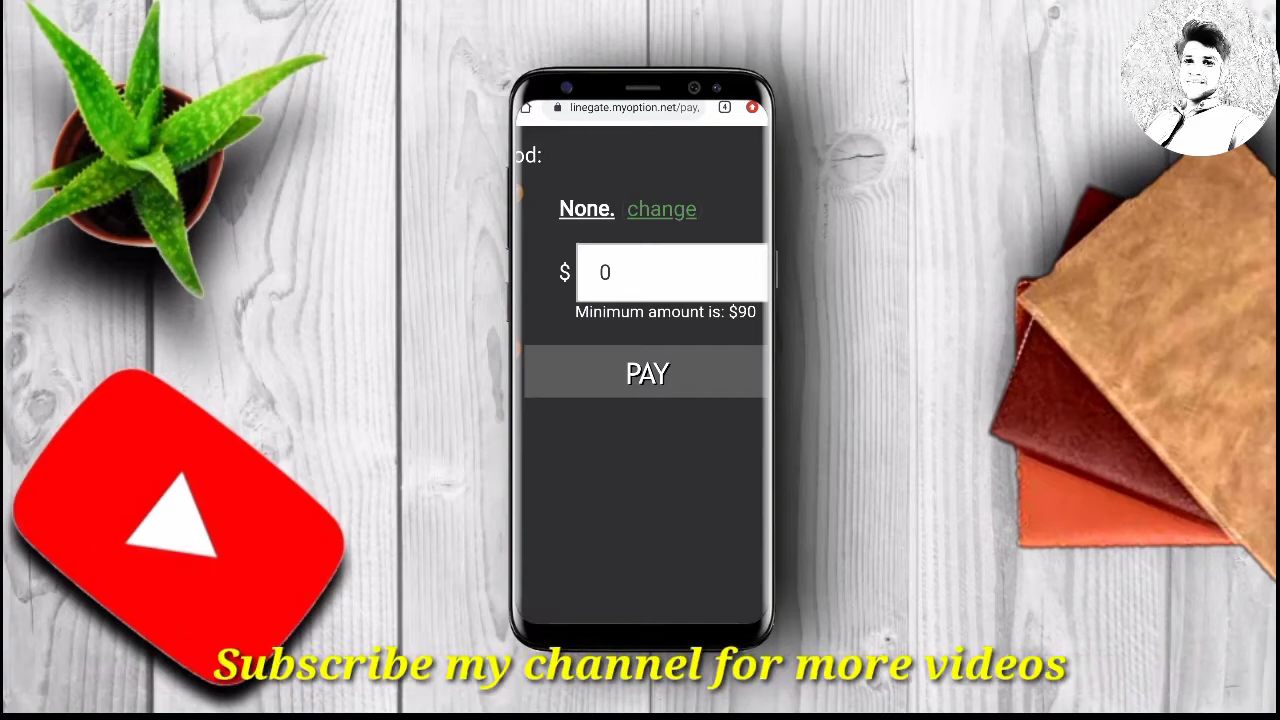 linegate.myoption.net/pay,
4
od:
None. change
$ 0
Minimum amount is: $90
PAY
Subscribe my channel for more videos